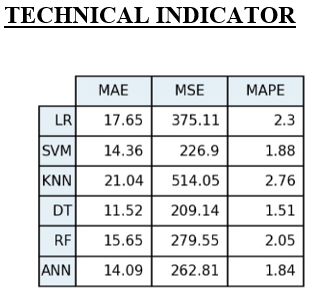 TECHNICAL INDICATOR
MAE MSE MAPE
LR 17.65 375.11 2.3
SVM 14.36 226.9 1.88
KNN 21.04 514.05 2.76
DT 11.52 209.14 1.51
RF 15.65 279.55 2.05
ANN 14.09 262.81 1.84